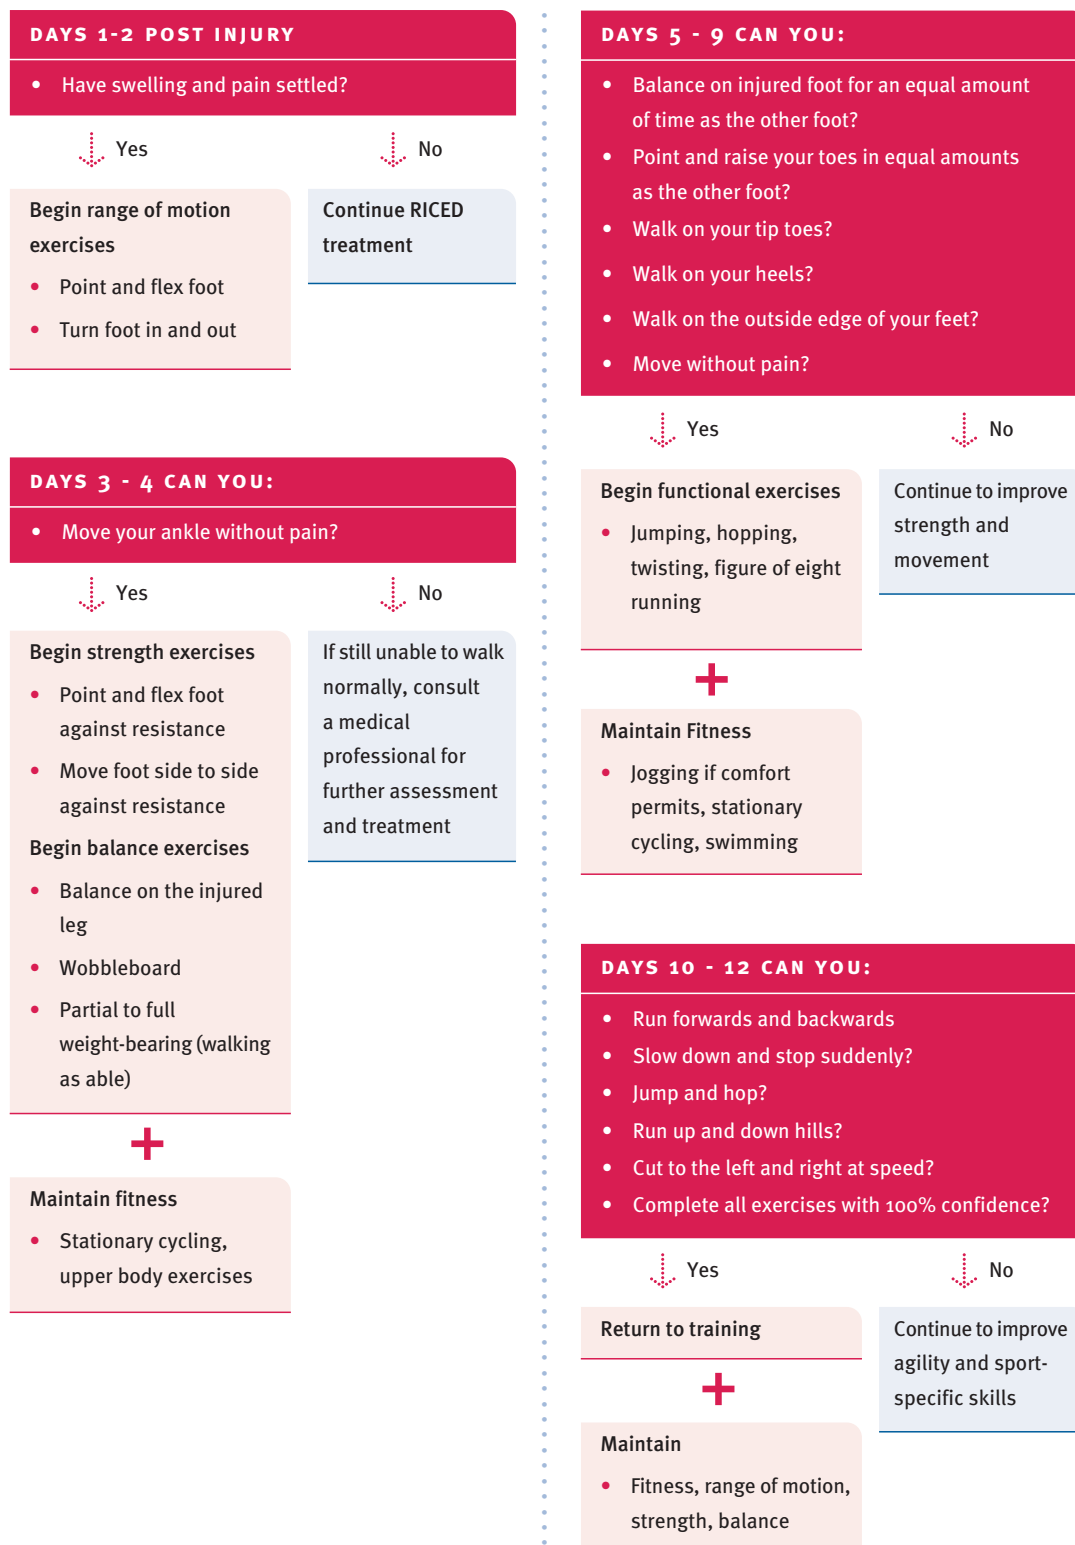 DAYS 1-2 POST INJURY
• Have swelling and pain settled?
Yes
No
Begin range of motion
exercises
• Point and flex foot
• Turn foot in and out
Continue RICED
treatment
DAYS 3 - 4 CAN YOU:
• Move your ankle without pain?
Yes
No
Begin strength exercises
• Point and flex foot
against resistance
• Move foot side to side
against resistance
Begin balance exercises
• Balance on the injured
leg
• Wobbleboard
• Partial to full
weight-bearing (walking
as able)
If still unable to walk
normally, consult
a medical
professional for
further assessment
and treatment
+
Maintain fitness
• Stationary cycling,
upper body exercises
DAYS 5 - 9 CAN YOU:
• Balance on injured foot for an equal amount
of time as the other foot?
• Point and raise your toes in equal amounts
as the other foot?
• Walk on your tip toes?
• Walk on your heels?
• Walk on the outside edge of your feet?
• Move without pain?
Yes
No
Begin functional exercises
• Jumping, hopping,
twisting, figure of eight
running
Continue to improve
strength and
movement
+
Maintain Fitness
• Jogging if comfort
permits, stationary
cycling, swimming
DAYS 10 - 12 CAN YOU:
• Run forwards and backwards
• Slow down and stop suddenly?
• Jump and hop?
• Run up and down hills?
• Cut to the left and right at speed?
• Complete all exercises with 100% confidence?
Yes
No
Return to training
Continue to improve
agility and sport-
specific skills
+
Maintain
• Fitness, range of motion,
strength, balance